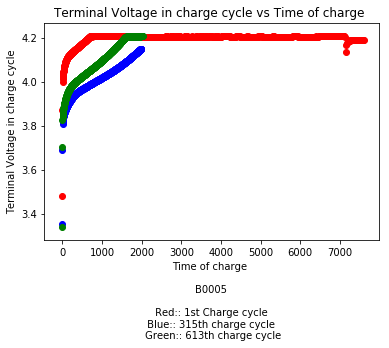 Terminal Voltage in charge cycle vs Time of charge
Terminal Voltage in charge cycle
4.2
4.0
3.8
3.6
3.4
0 1000 2000 3000 4000 5000 6000 7000
Time of charge
B0005
Red:: 1st Charge cycle
Blue:: 315th charge cycle
Green:: 613th charge cycle